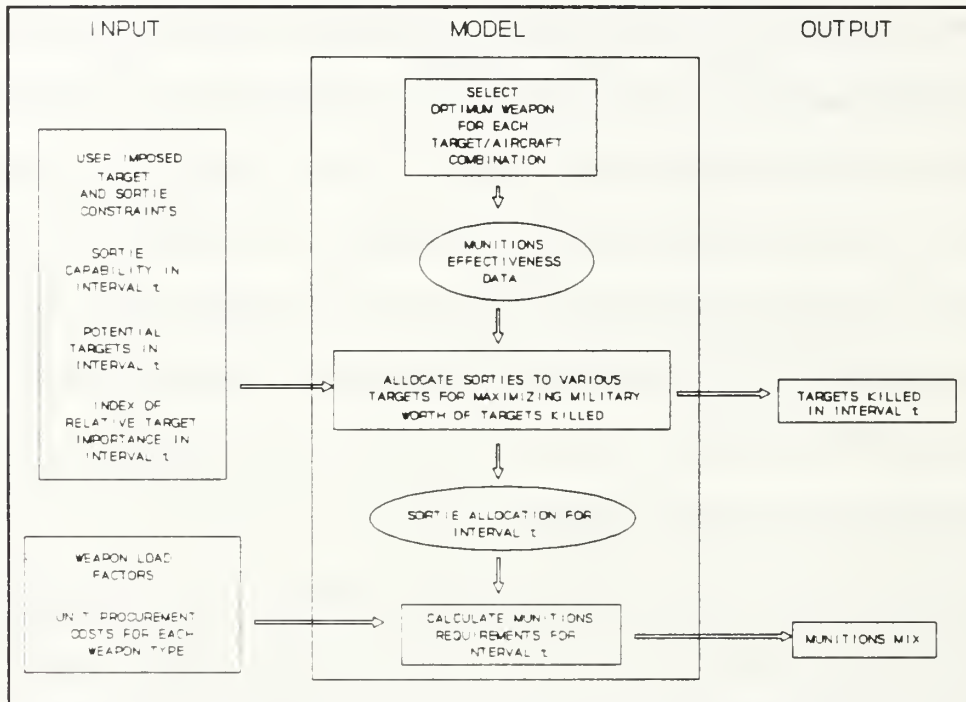 INPUT
MODEL
OUTPUT
SELECT
OPTIMUM WEAPON
FOR EACH
TARGET/AIRCRAFT
COMBINATION
USER IMPOSED
TARGET
AND SORTIE
CONSTRAINTS
SORTIE
CAPABILITY IN
INTERVAL t
POTENTIAL
TARGETS IN
INTERVAL t
INDEX OF
RELATIVE TARGET
IMPORTANCE IN
INTERVAL t
MUNITIONS
EFFECTIVENESS
DATA
ALLOCATE SORTIES TO VARIOUS
TARGETS FOR MAXIMIZING MILITARY
WORTH OF TARGETS KILLED
TARGETS KILLED
IN INTERVAL t
SORTIE ALLOCATION FOR
INTERVAL t
WEAPON LOAD
FACTORS
UNIT PROCUREMENT
COSTS FOR EACH
WEAPON TYPE
CALCULATE MUNITIONS
REQUIREMENTS FOR
INTERVAL t
MUNITIONS MIX